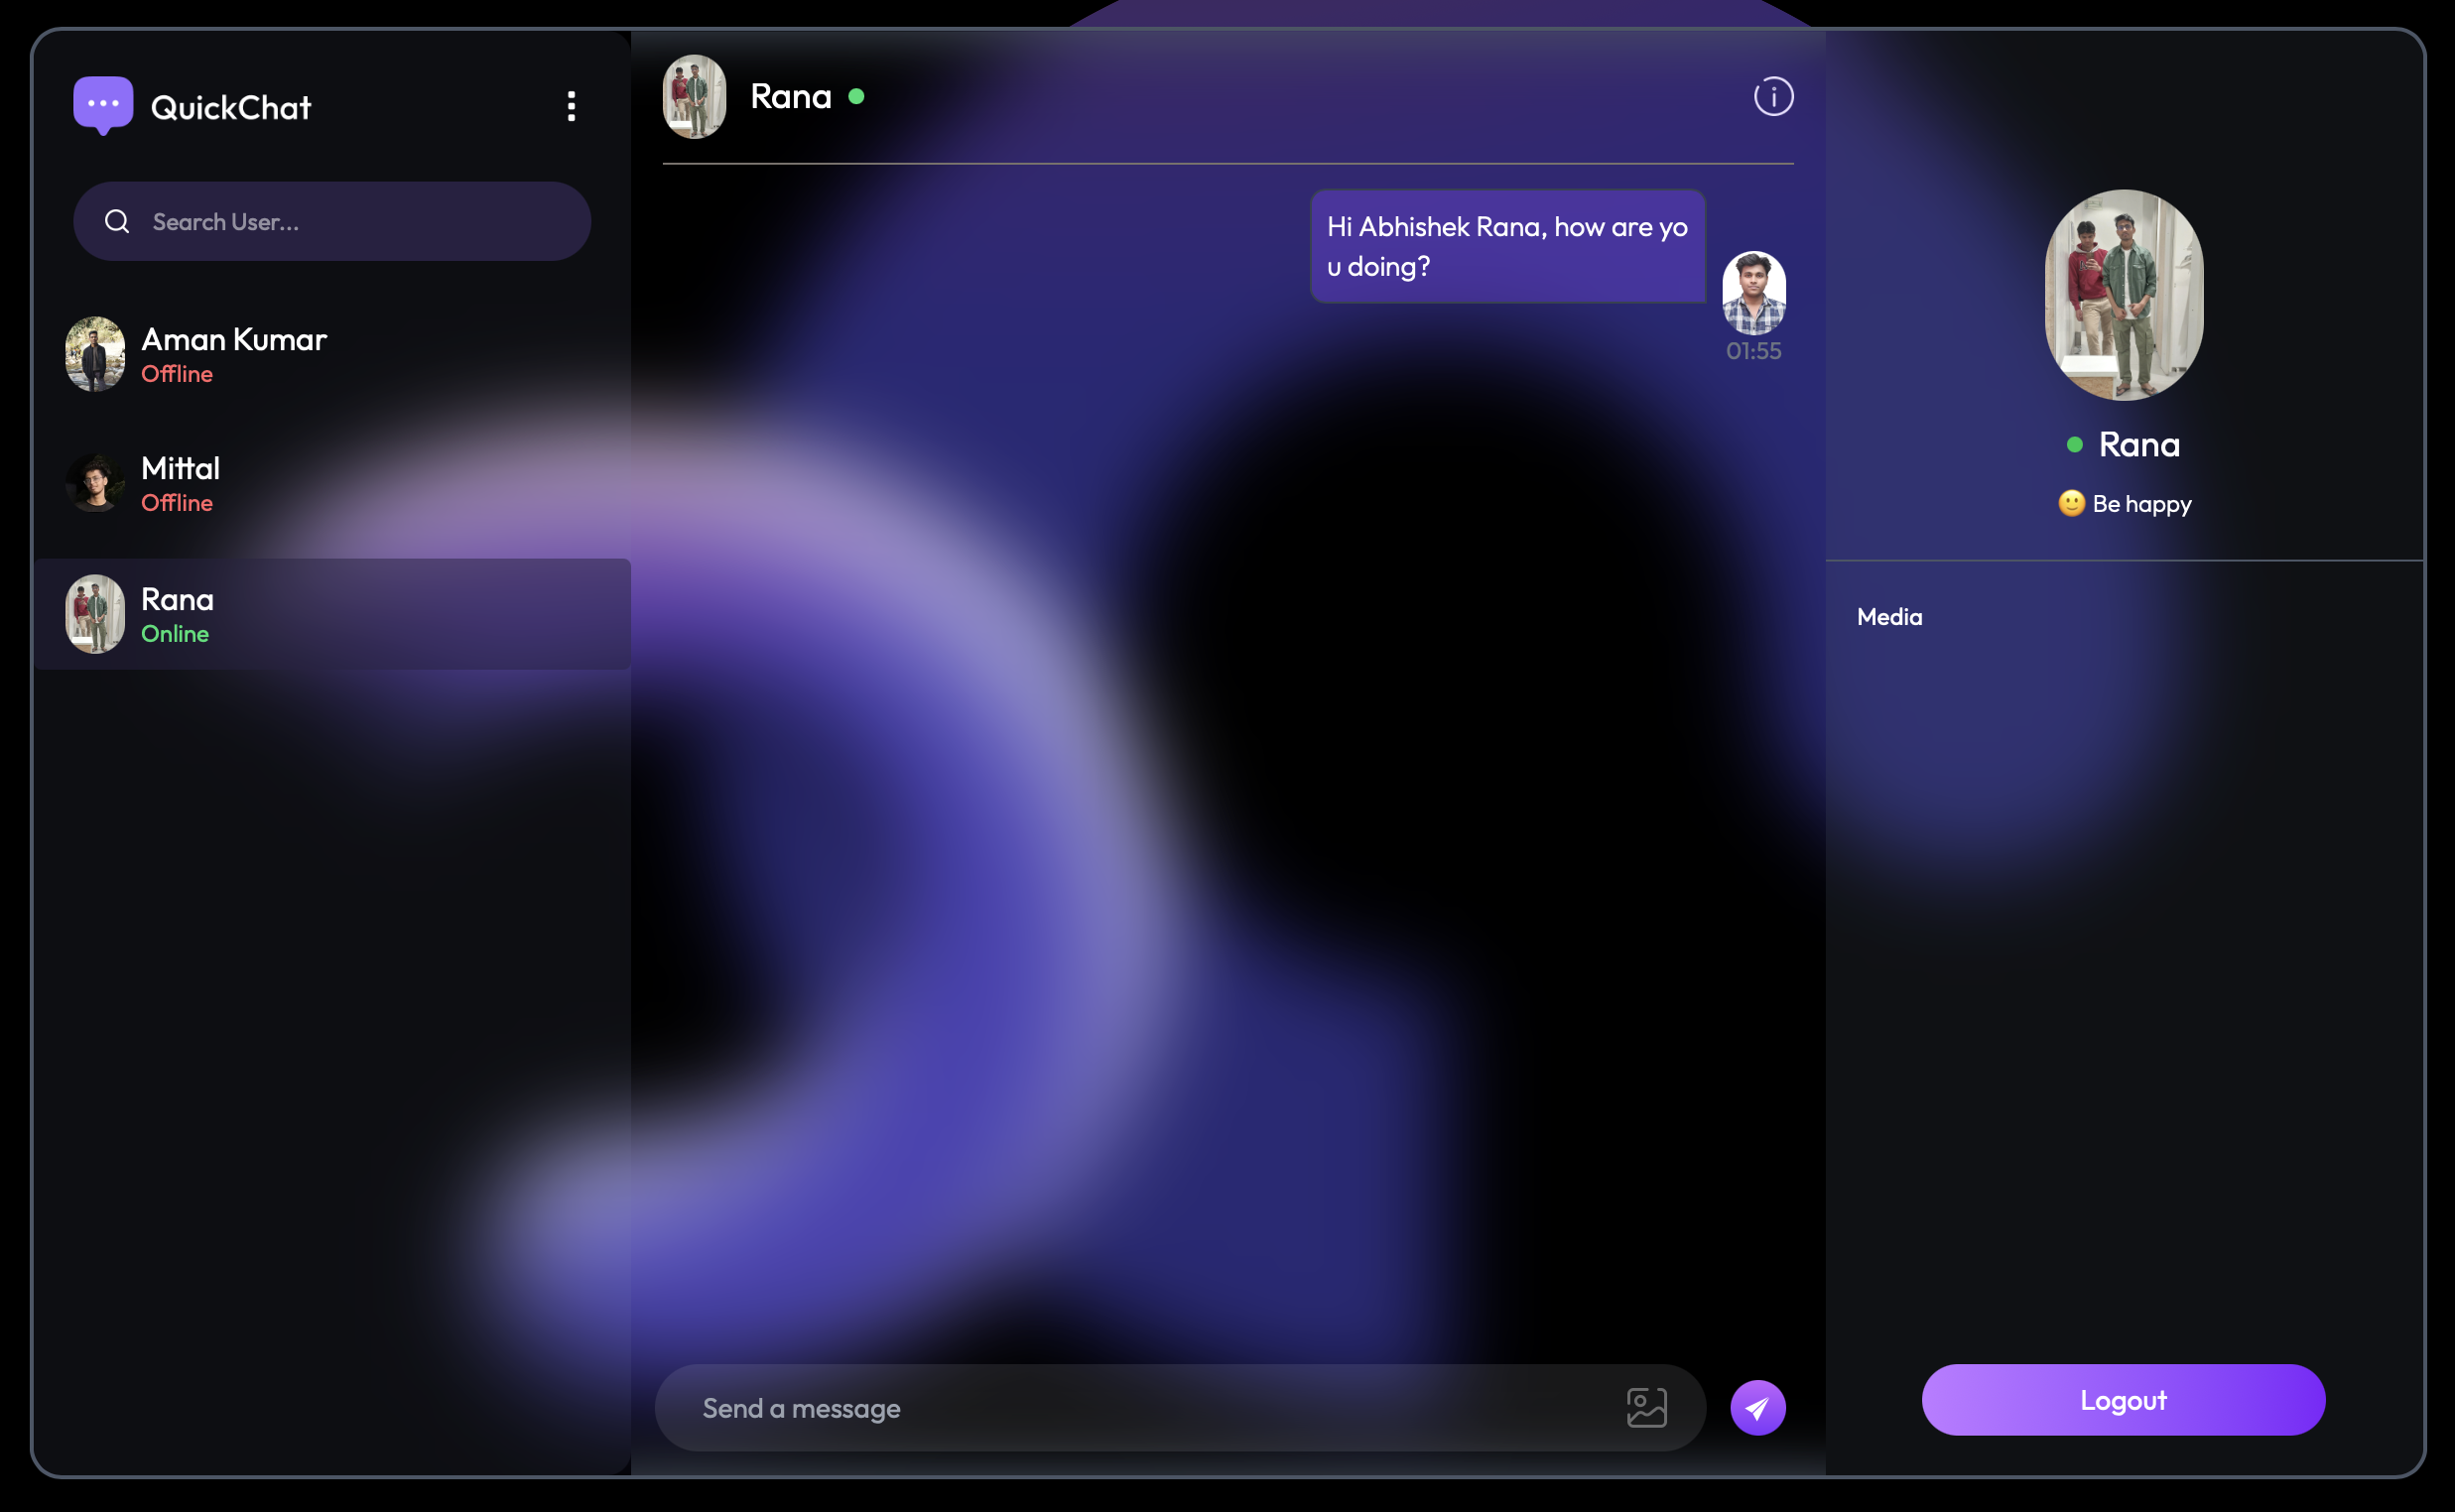 QuickChat
Search User...
Aman Kumar
Offline
Mittal
Offline
Rana
Online
Rana
Hi Abhishek Rana, how are yo
u doing?
01:55
Send a message
Rana
🙂 Be happy
Media
Logout